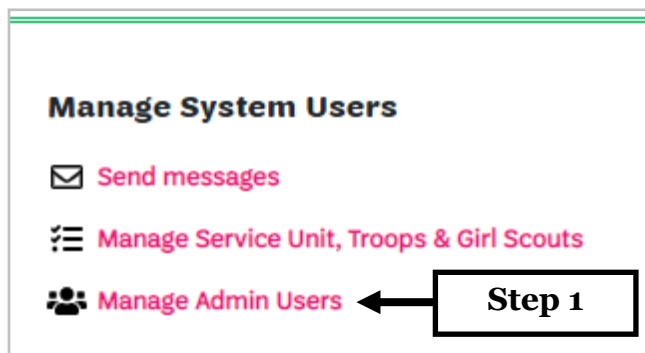 Manage System Users
Send messages
Manage Service Unit, Troops & Girl Scouts
Manage Admin Users Step 1